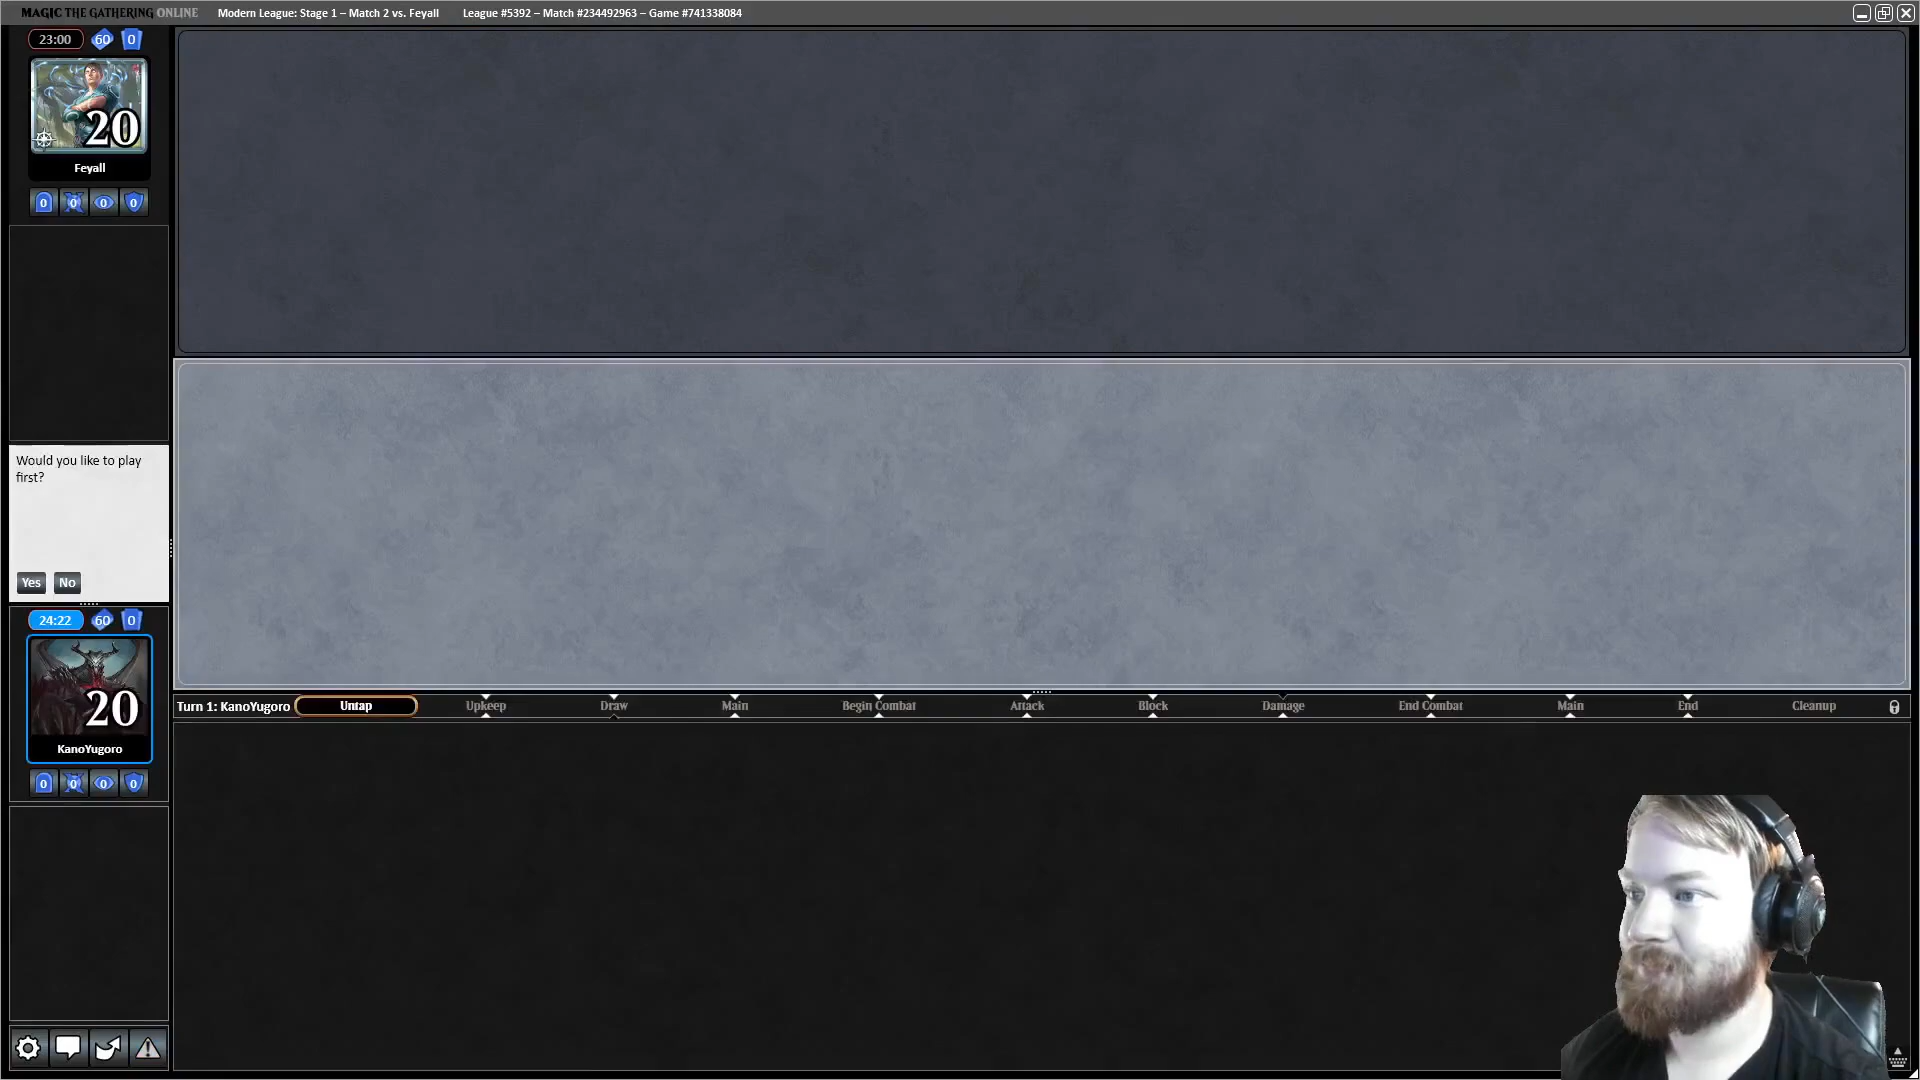 MAGIC THE GATHERING ONLINE Modern League: Stage 1 – Match 2 vs. Feyall League #5392 – Match #234492963 – Game #741338084
23:00 60 0
20
Feyall
0 0 0 0
Would you like to play
first?
Yes No
24:22 60 0
20
KanoYugoro
0 0 0 0
Turn 1: KanoYugoro Untap Upkeep Draw Main Begin Combat Attack Block Damage End Combat Main End Cleanup